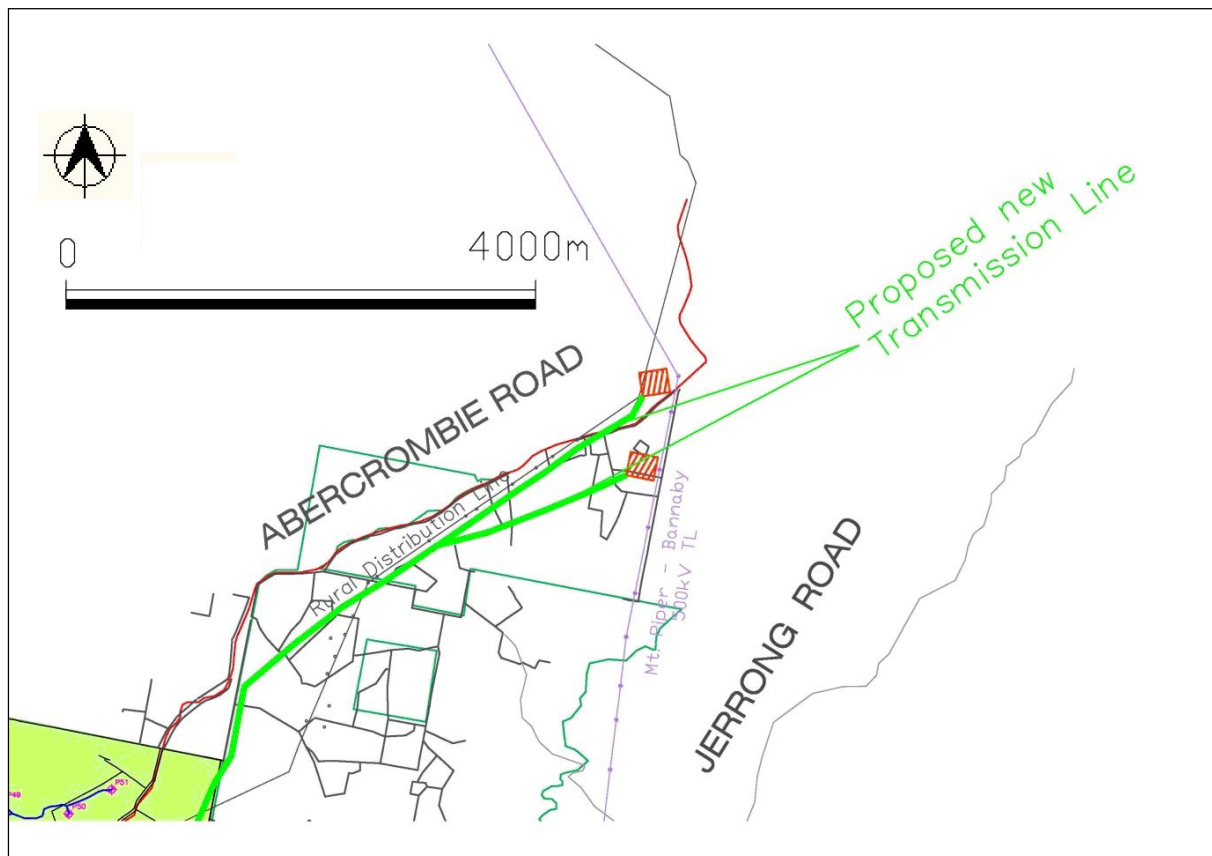 0
4000m
Proposed new
Transmission Line
ABERCROMBIE ROAD
Rural Distribution Line
Mt. Piper - Bannaby
500kV TL
JERRONG ROAD
P51
P49
P50